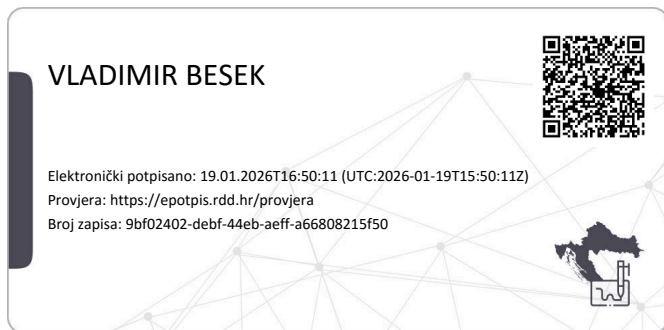 VLADIMIR BESEK
Elektronički potpisano: 19.01.2026T16:50:11 (UTC:2026-01-19T15:50:11Z)
Provjera: https://epotpis.rdd.hr/provjera
Broj zapisa: 9bf02402-debf-44eb-aeff-a66808215f50